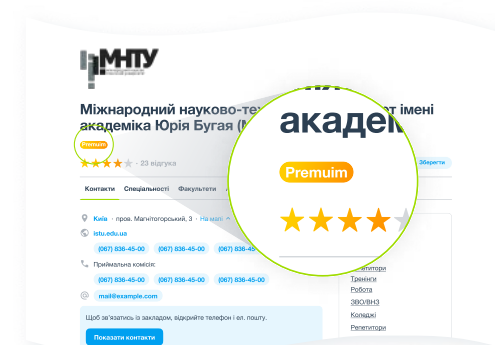 МНТУ
Міжнародний науково-те т імені
академіка Юрія Бугая (М
Premuim
23 відгука
Зберегти
академ
Premuim
Контакти Спеціальності Факультети
Київ · пров. Магнітогорський, 3 · На мапі
istu.edu.ua
(067) 836-45-00 (067) 836-45-00 (067) 836-45
Приймальна комісія:
(067) 836-45-00 (067) 836-45-00 (067) 836-45-00
mail@example.com
Щоб зв'язатись із закладом, відкрийте телефон і ел. пошту.
Показати контакти
Тренінги
Робота
ЗВО/ВНЗ
Коледжі
Репетитори